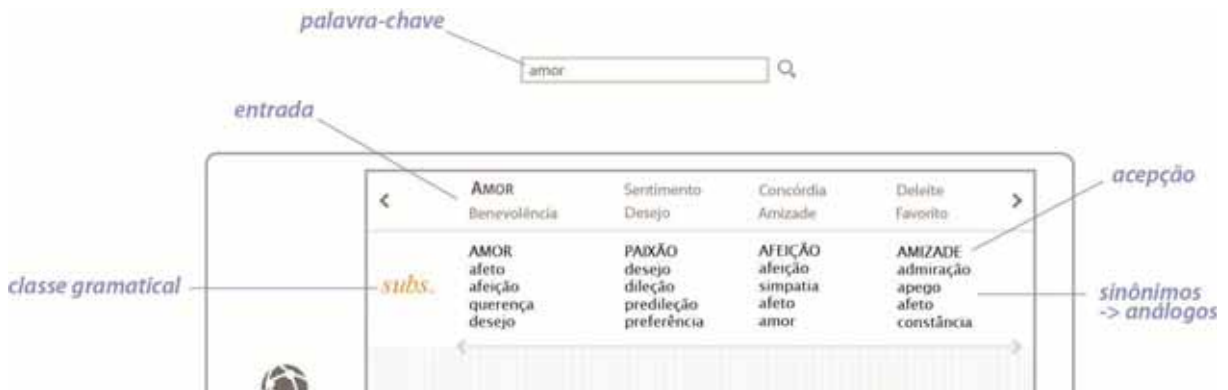 palavra-chave
amor
entrada
acepção
< AMOR Sentimento Concórdia Deleite >
Benevolência Desejo Amizade Favorito
classe gramatical
subs.
AMOR PAIXÃO AFEIÇÃO AMIZADE
afeto desejo afeição admiração
afeição dileção simpatia apego
querença predileção afeto afeto
desejo preferência amor constância
sinônimos
-> análogos